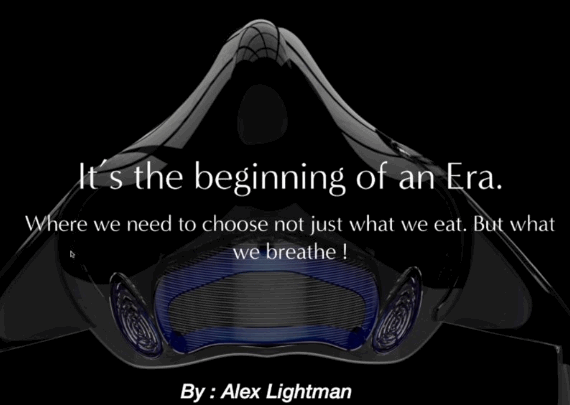 It´s the beginning of an Era.
Where we need to choose not just what we eat. But what
we breathe !
By : Alex Lightman